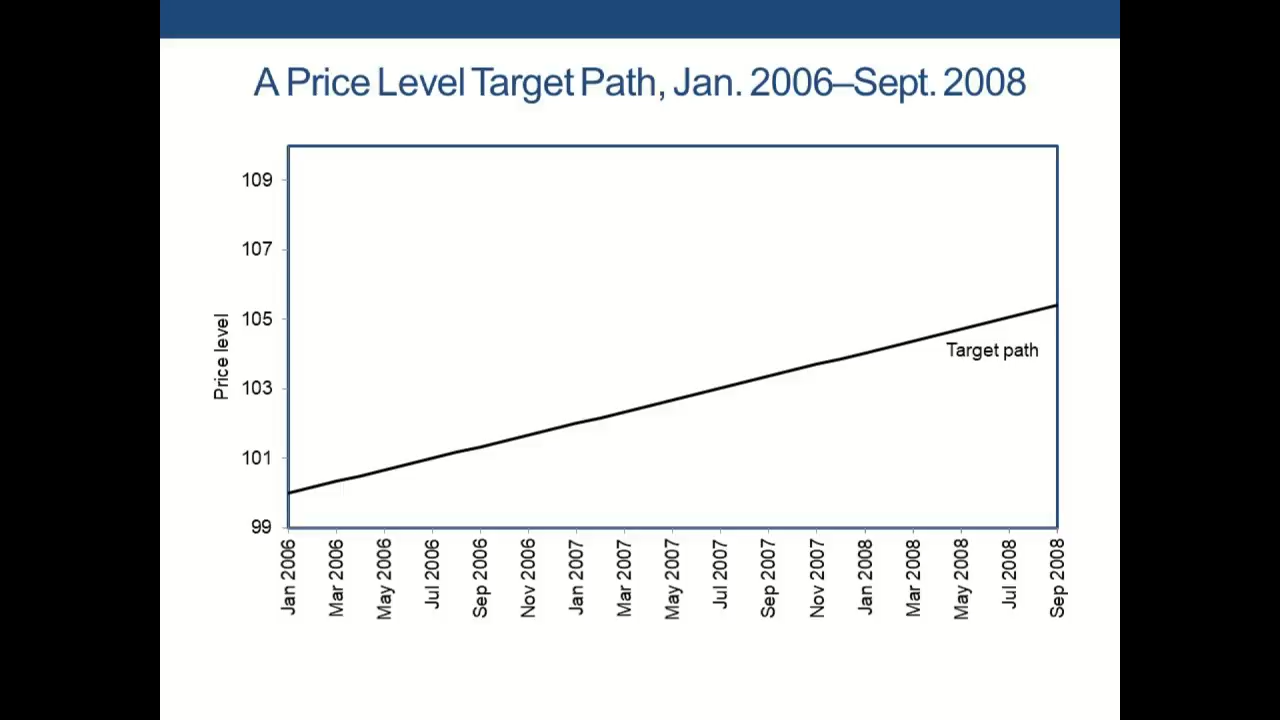 A Price Level Target Path, Jan. 2006–Sept. 2008
109
107
105
103
101
99
Price level
Target path
Jan 2006
Mar 2006
May 2006
Jul 2006
Sep 2006
Nov 2006
Jan 2007
Mar 2007
May 2007
Jul 2007
Sep 2007
Nov 2007
Jan 2008
Mar 2008
May 2008
Jul 2008
Sep 2008